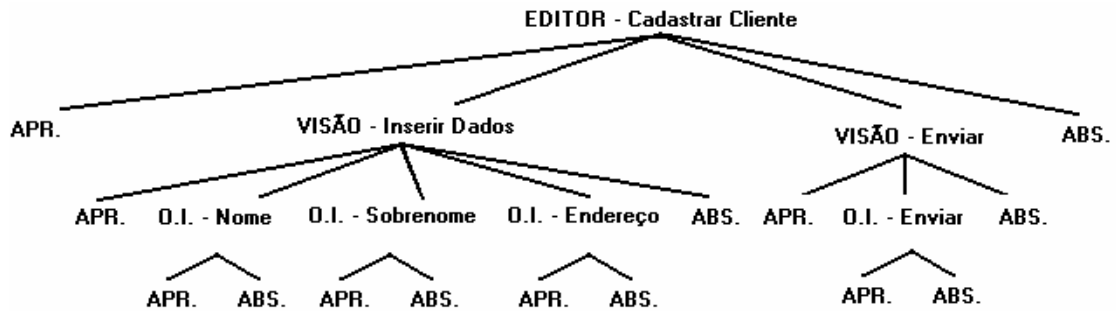 EDITOR - Cadastrar Cliente
APR. VISÃO - Inserir Dados VISÃO - Enviar ABS.
APR. O.I. - Nome O.I. - Sobrenome O.I. - Endereço ABS. APR. O.I. - Enviar ABS.
APR. ABS. APR. ABS. APR. ABS. APR. ABS.